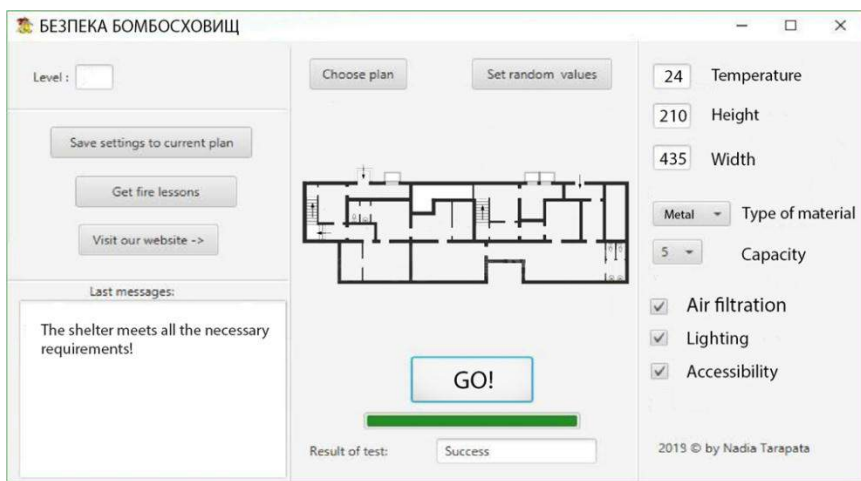 БЕЗПЕКА БОМБОСХОВИЩ
Level :
Save settings to current plan
Get fire lessons
Visit our website ->
Last messages:
The shelter meets all the necessary
requirements!
Choose plan
Set random values
GO!
Result of test:
Success
24 Temperature
210 Height
435 Width
Metal Type of material
5 Capacity
Air filtration
Lighting
Accessibility
2019 © by Nadia Tarapata